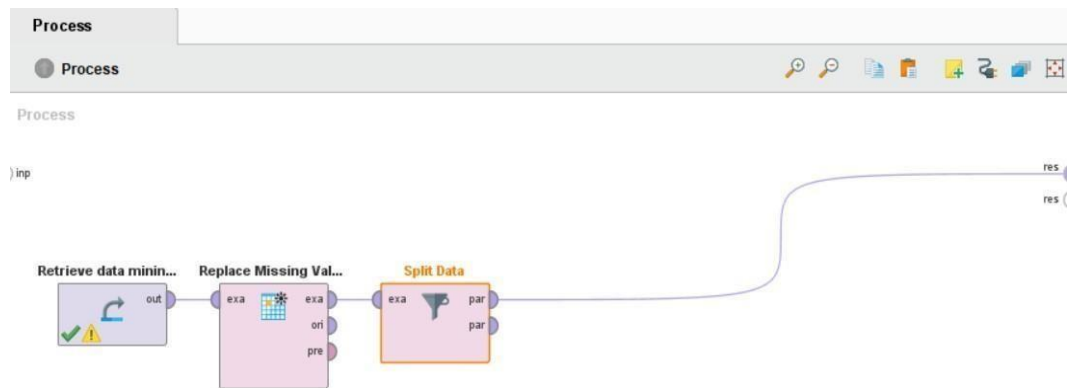 Process
Process
Process
inp
res
res
Retrieve data minin...
Replace Missing Val...
Split Data
out
exa
exa
ori
pre
exa
par
par